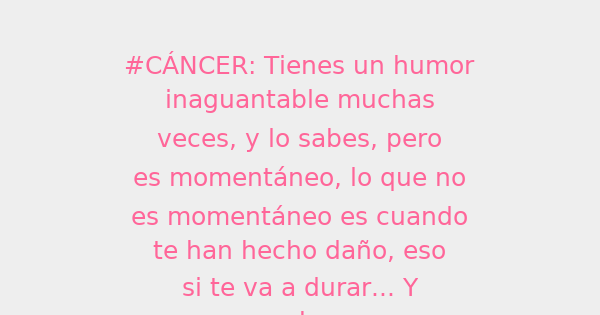 #CÁNCER: Tienes un humor
inaguantable muchas
veces, y lo sabes, pero
es momentáneo, lo que no
es momentáneo es cuando
te han hecho daño, eso
si te va a durar... Y